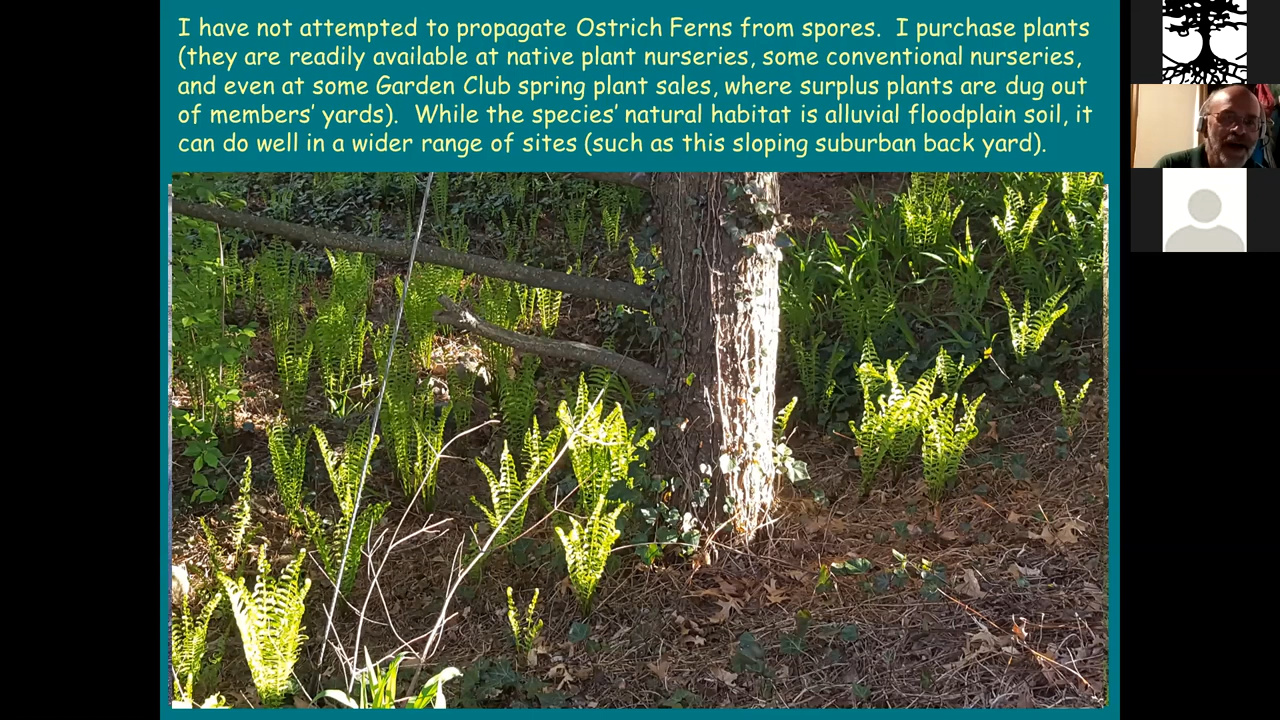 I have not attempted to propagate Ostrich Ferns from spores.  I purchase plants
(they are readily available at native plant nurseries, some conventional nurseries,
and even at some Garden Club spring plant sales, where surplus plants are dug out
of members’ yards).  While the species’ natural habitat is alluvial floodplain soil, it
can do well in a wider range of sites (such as this sloping suburban back yard).